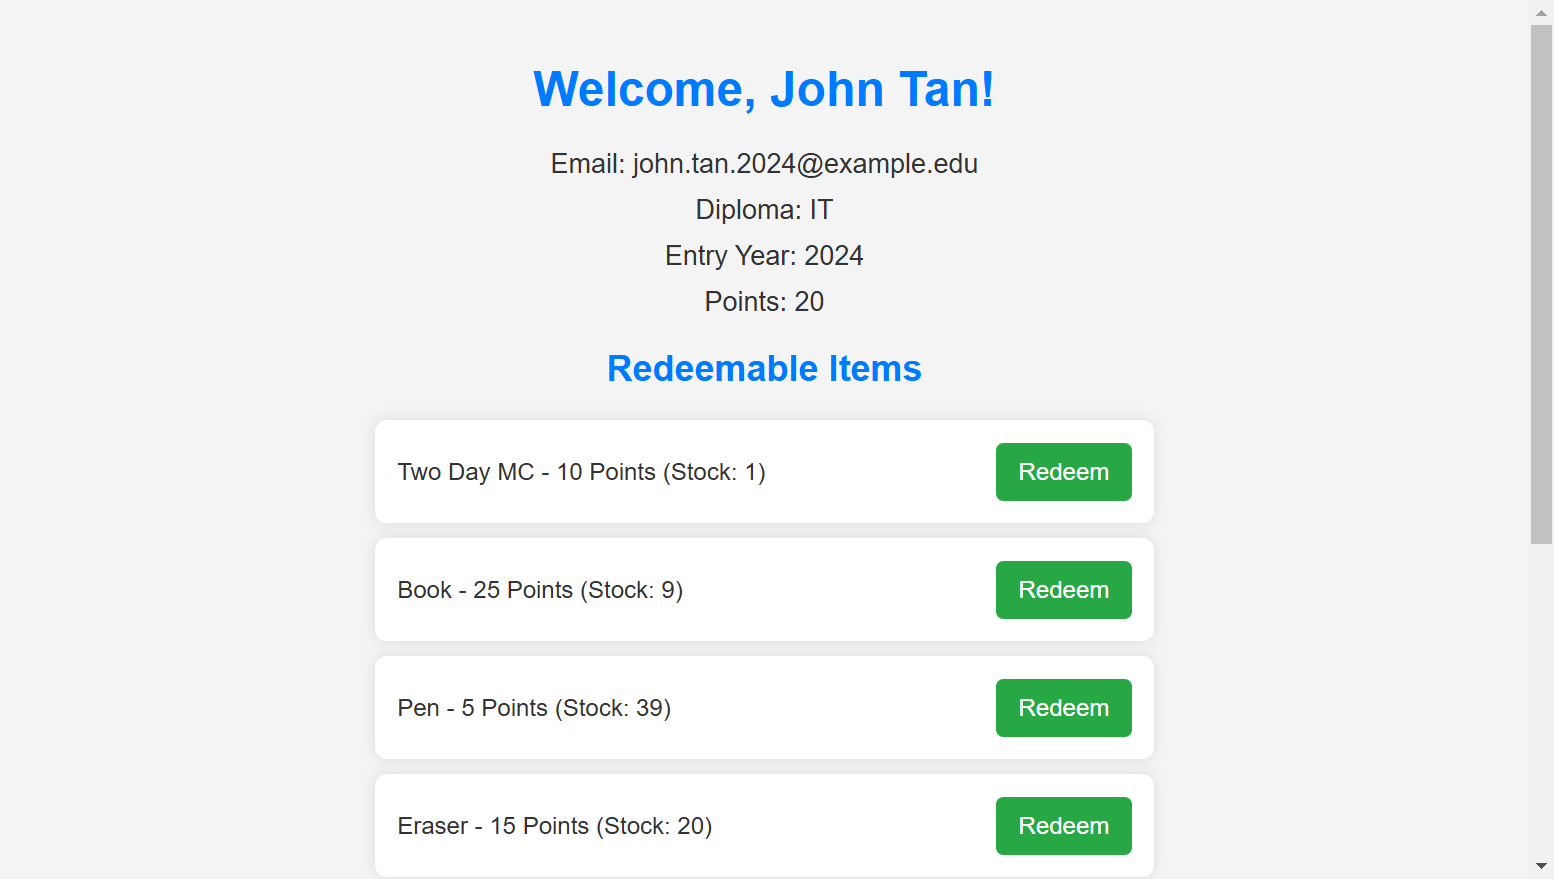 Welcome, John Tan!
Email: john.tan.2024@example.edu
Diploma: IT
Entry Year: 2024
Points: 20
Redeemable Items
Two Day MC - 10 Points (Stock: 1) Redeem
Book - 25 Points (Stock: 9) Redeem
Pen - 5 Points (Stock: 39) Redeem
Eraser - 15 Points (Stock: 20) Redeem